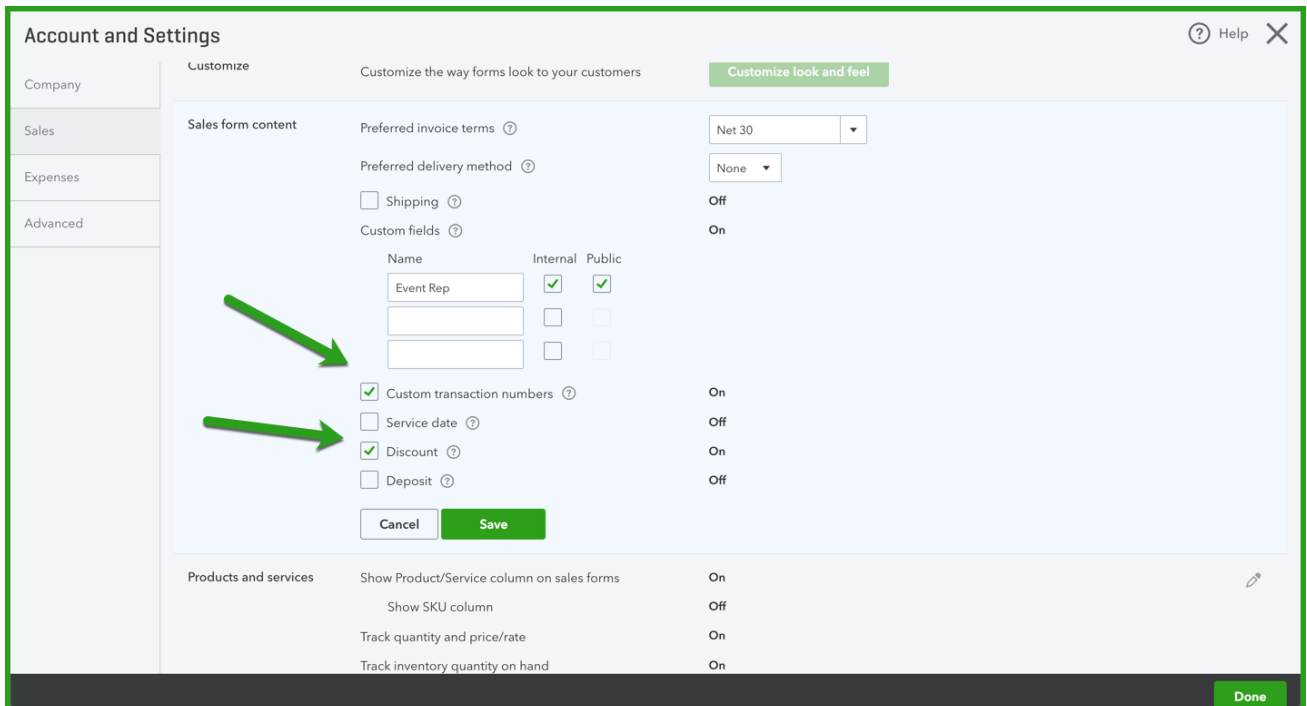 Account and Settings
Help
Company
Sales
Expenses
Advanced
Customize
Customize the way forms look to your customers
Customize look and feel
Sales form content
Preferred invoice terms ?
Net 30
Preferred delivery method ?
None
Shipping ? Off
Custom fields ? On
Name Internal Public
Event Rep
Custom transaction numbers ? On
Service date ? Off
Discount ? On
Deposit ? Off
Cancel Save
Products and services
Show Product/Service column on sales forms On
Show SKU column Off
Track quantity and price/rate On
Track inventory quantity on hand On
Done